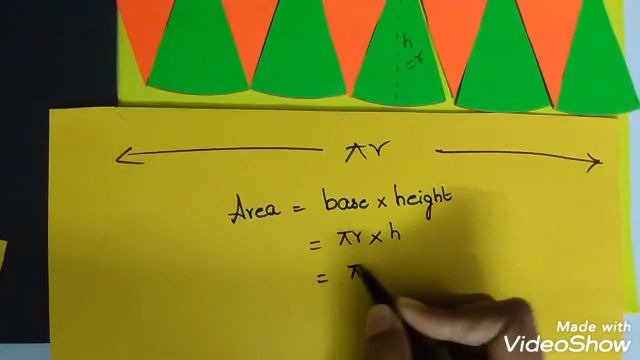 h
= r
πr
Area = base × height
= πr × h
= π
Made with
VideoShow